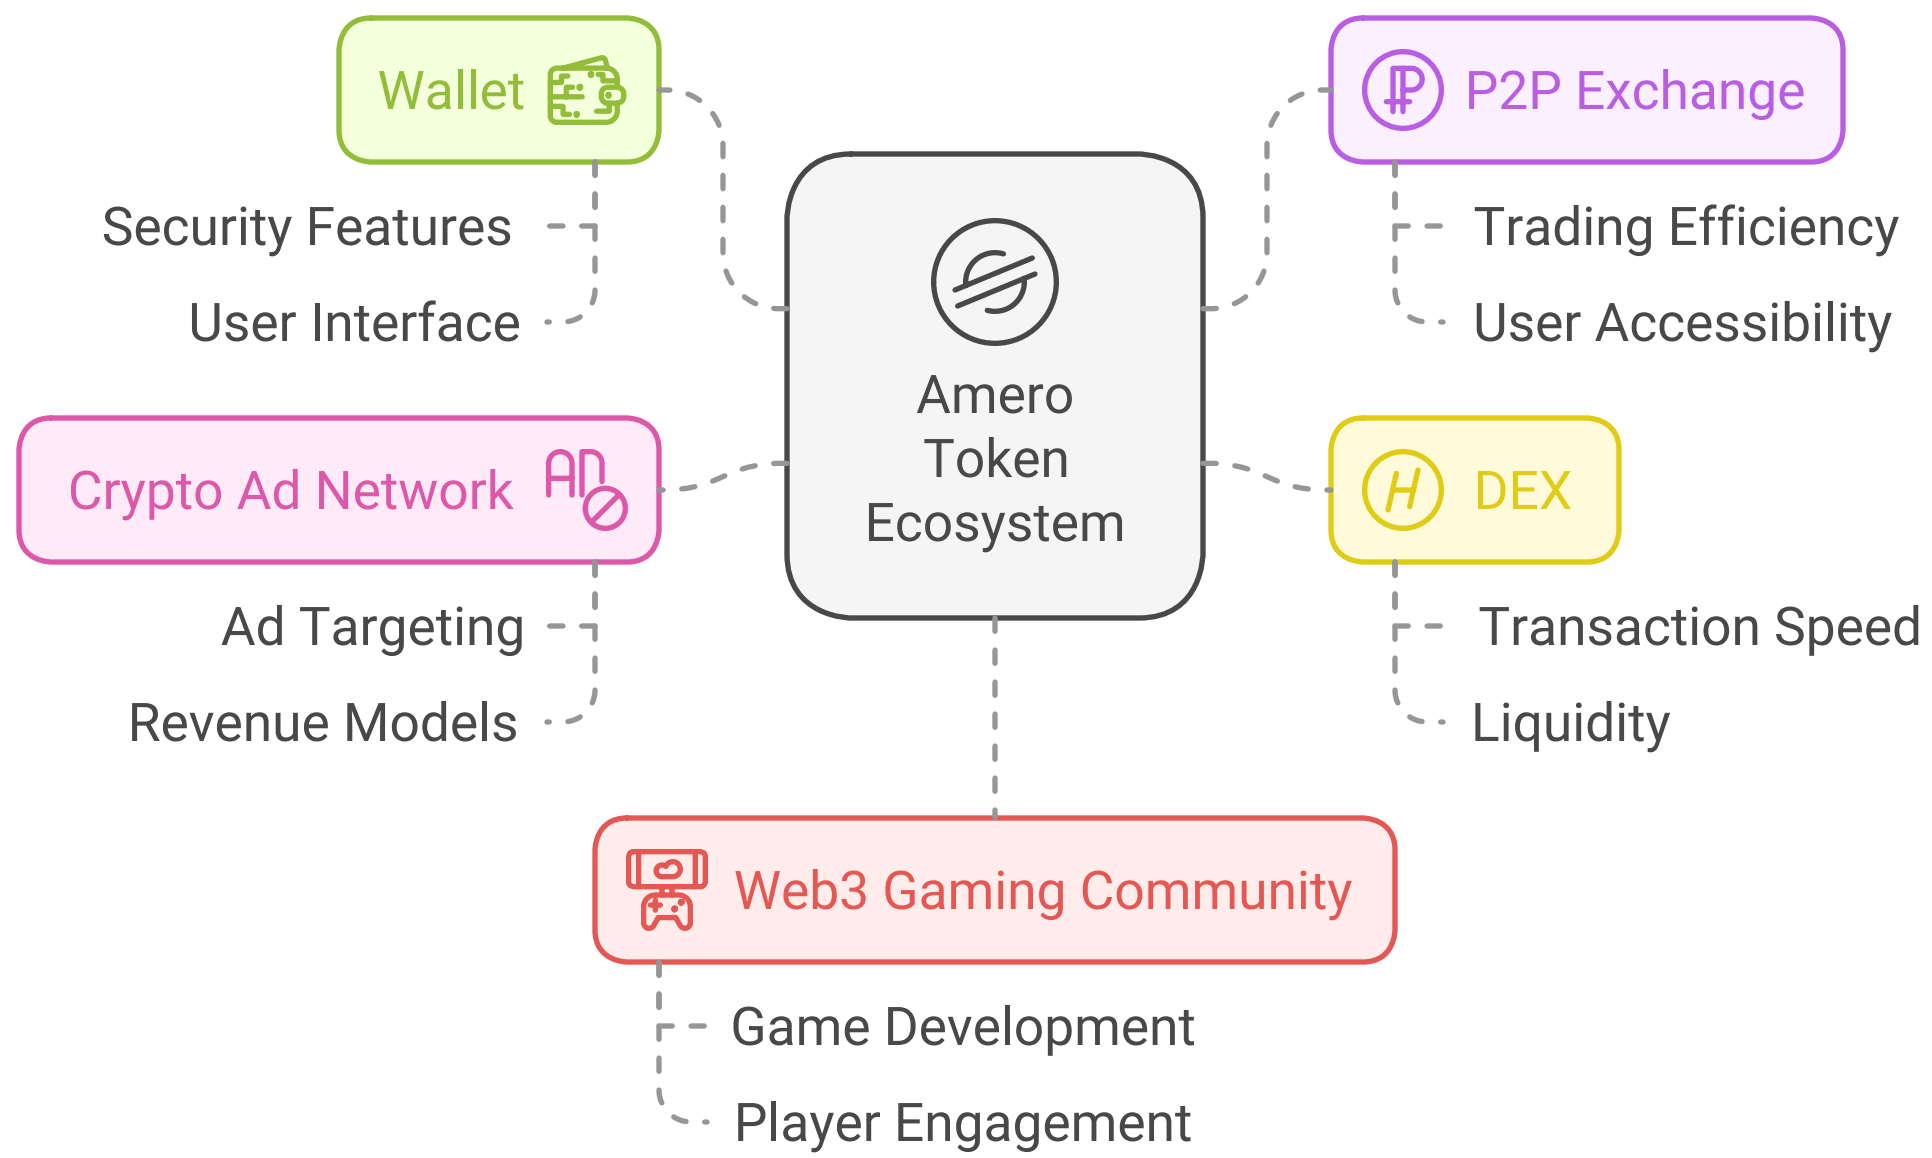 Wallet
Security Features
User Interface
Crypto Ad Network
Ad Targeting
Revenue Models
Amero
Token
Ecosystem
P2P Exchange
Trading Efficiency
User Accessibility
DEX
Transaction Speed
Liquidity
Web3 Gaming Community
Game Development
Player Engagement